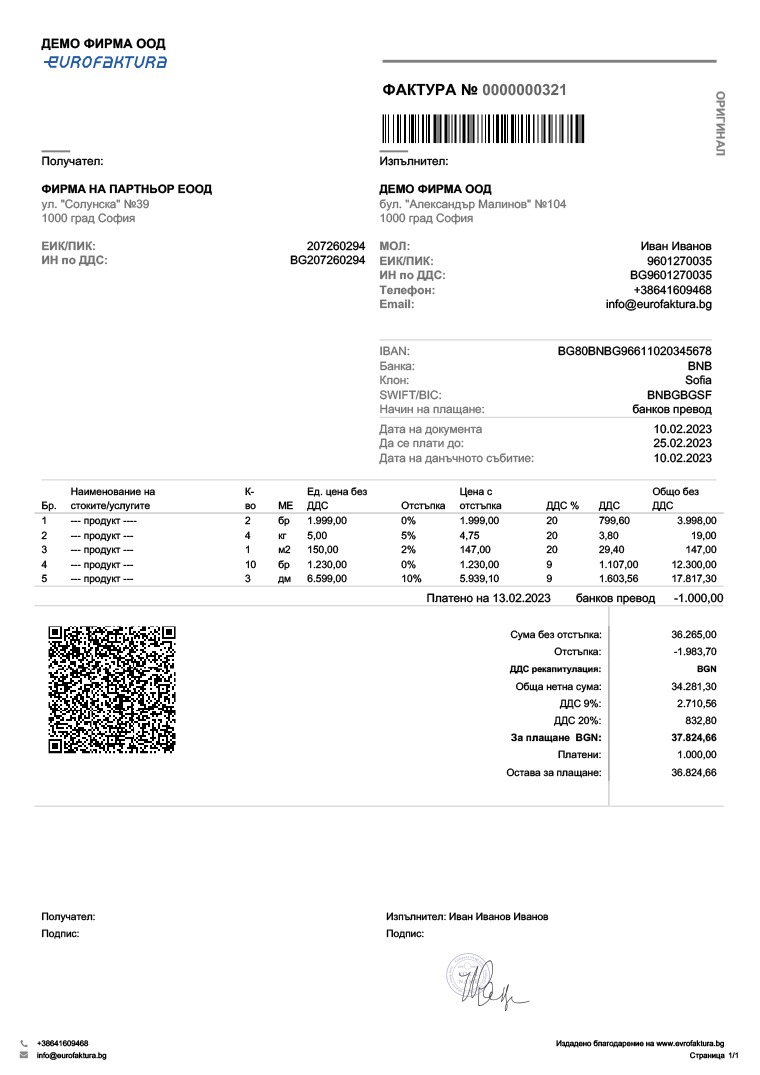 ДЕМО ФИРМА ООД
EUROFAKTURA
ФАКТУРА № 0000000321
ОРИГИНАЛ
Получател:
ФИРМА НА ПАРТНЬОР ЕООД
ул. "Солунска" №39
1000 град София
ЕИК/ПИК: 207260294
ИН по ДДС: BG207260294
Изпълнител:
ДЕМО ФИРМА ООД
бул. "Александър Малинов" №104
1000 град София
МОЛ: Иван Иванов
ЕИК/ПИК: 9601270035
ИН по ДДС: BG9601270035
Телефон: +38641609468
Email: info@eurofaktura.bg
IBAN: BG80BNBG96611020345678
Банка: BNB
Клон: Sofia
SWIFT/BIC: BNBGBGSF
Начин на плащане: банков превод
Дата на документа 10.02.2023
Да се плати до: 25.02.2023
Дата на данъчното събитие: 10.02.2023
Наименование на К- Ед. цена без Цена с Общо без
Бр. стоките/услугите во МЕ ДДС Отстъпка отстъпка ДДС % ДДС ДДС
1 --- продукт ---- 2 бр 1.999,00 0% 1.999,00 20 799,60 3.998,00
2 --- продукт --- 4 кг 5,00 5% 4,75 20 3,80 19,00
3 --- продукт --- 1 м2 150,00 2% 147,00 20 29,40 147,00
4 --- продукт --- 10 бр 1.230,00 0% 1.230,00 9 1.107,00 12.300,00
5 --- продукт --- 3 дм 6.599,00 10% 5.939,10 9 1.603,56 17.817,30
Платено на 13.02.2023 банков превод -1.000,00
Сума без отстъпка: 36.265,00
Отстъпка: -1.983,70
ДДС рекапитулация: BGN
Обща нетна сума: 34.281,30
ДДС 9%: 2.710,56
ДДС 20%: 832,80
За плащане BGN: 37.824,66
Платени: 1.000,00
Остава за плащане: 36.824,66
Получател:
Подпис:
Изпълнител: Иван Иванов Иванов
Подпис:
+38641609468
info@eurofaktura.bg
Издадено благодарение на www.evrofaktura.bg
Страница 1/1